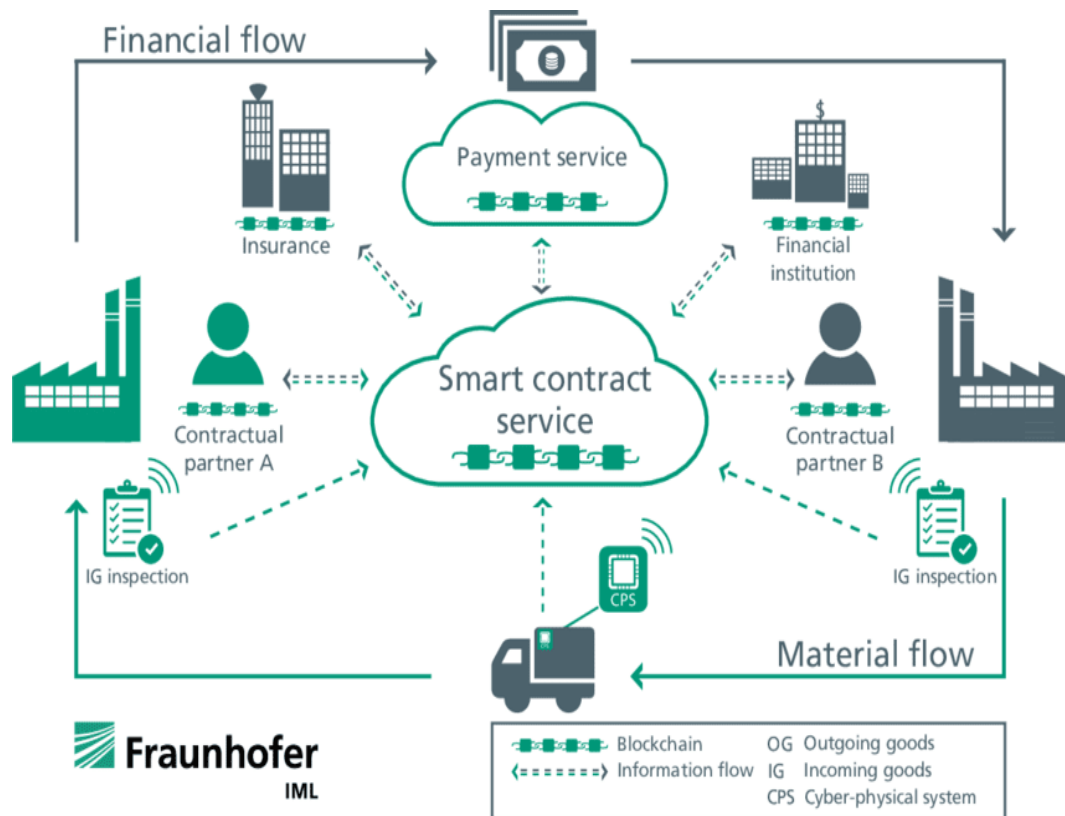 Financial flow
Payment service
$
Insurance
Financial
institution
Smart contract
service
Contractual
partner A
Contractual
partner B
IG inspection
IG inspection
CPS
Material flow
Fraunhofer
IML
Blockchain
Information flow
OG Outgoing goods
IG Incoming goods
CPS Cyber-physical system